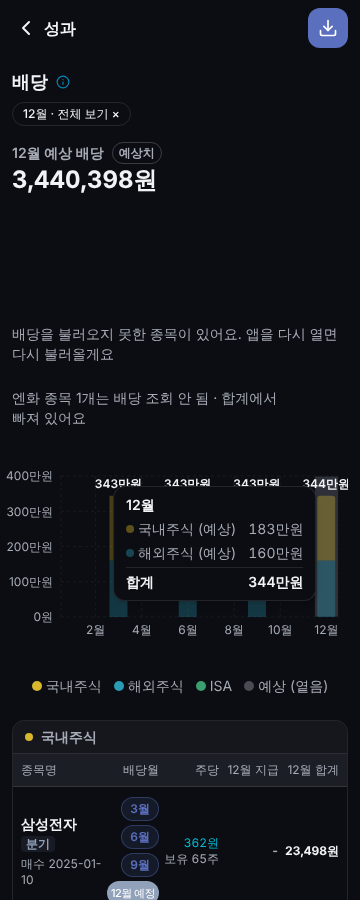 성과
배당
12월 · 전체 보기 ×
12월 예상 배당 예상치
3,440,398원
배당을 불러오지 못한 종목이 있어요. 앱을 다시 열면
다시 불러올게요
엔화 종목 1개는 배당 조회 안 됨 · 합계에서
빠져 있어요
400만원
343만원 343만원 343만원 344만원
300만원
200만원
100만원
0원
12월
국내주식 (예상) 183만원
해외주식 (예상) 160만원
합계 344만원
2월 4월 6월 8월 10월 12월
국내주식 해외주식 ISA 예상 (옅음)
국내주식
종목명 배당월 주당 12월 지급 12월 합계
삼성전자
분기
매수 2025-01-
10
3월
6월
9월
12월 예정
362원
보유 65주
- 23,498원